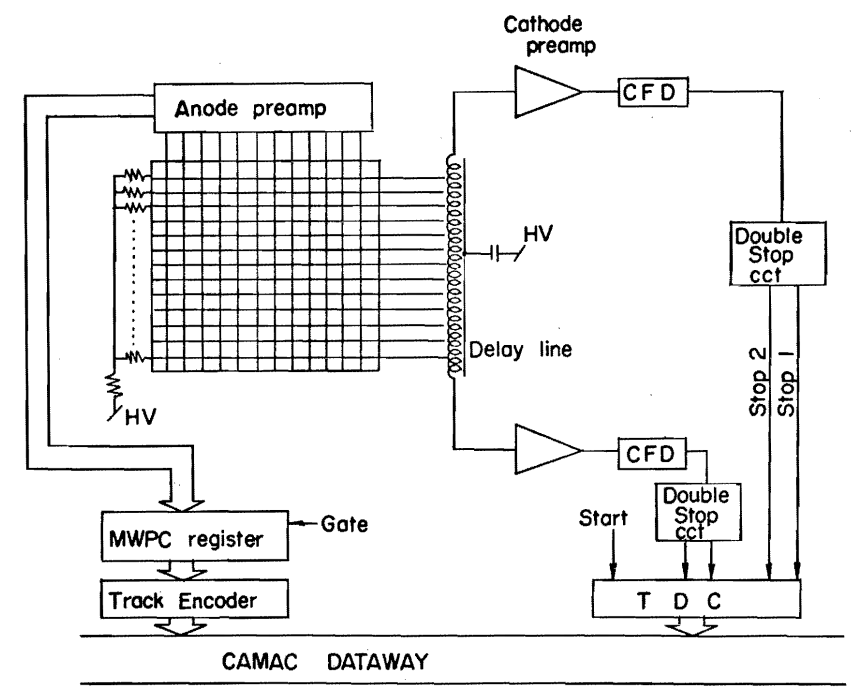 Cathode
preamp
CFD
Anode preamp
HV
Double
Stop
cct
Delay line
Stop 2
Stop 1
HV
CFD
Double
Stop
cct
Start
Gate
MWPC register
Track Encoder
T D C
CAMAC DATAWAY